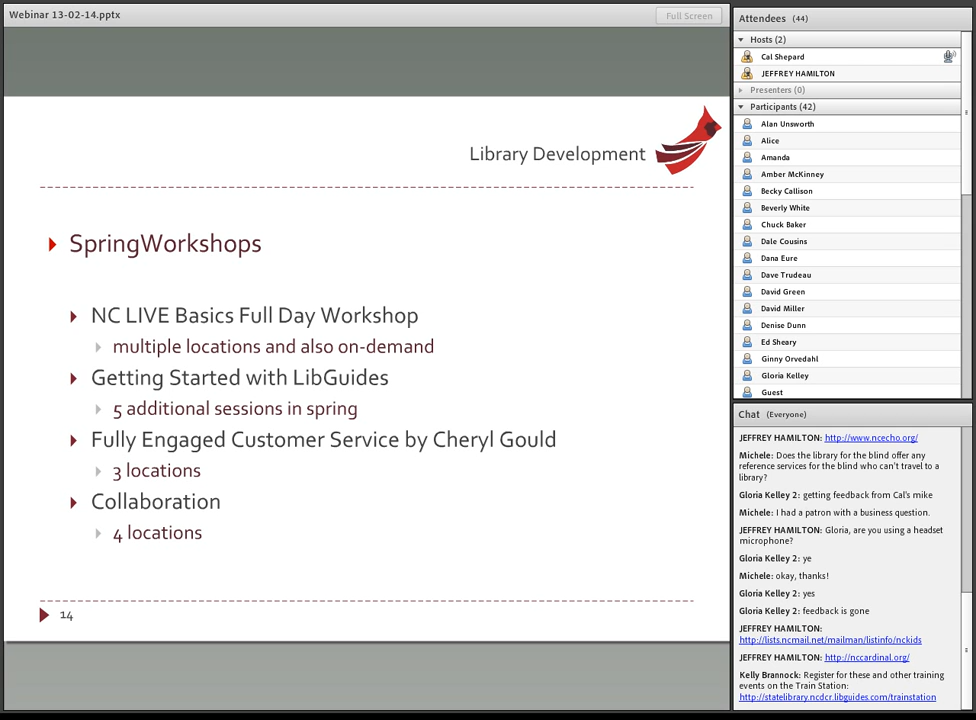 Webinar 13-02-14.pptx
Full Screen
Library Development
SpringWorkshops
NC LIVE Basics Full Day Workshop
multiple locations and also on-demand
Getting Started with LibGuides
5 additional sessions in spring
Fully Engaged Customer Service by Cheryl Gould
3 locations
Collaboration
4 locations
14
Attendees (44)
Hosts (2)
Cal Shepard
JEFFREY HAMILTON
Presenters (0)
Participants (42)
Alan Unsworth
Alice
Amanda
Amber McKinney
Becky Callison
Beverly White
Chuck Baker
Dale Cousins
Dana Eure
Dave Trudeau
David Green
David Miller
Denise Dunn
Ed Sheary
Ginny Orvedahl
Gloria Kelley
Guest
Chat (Everyone)
JEFFREY HAMILTON: http://www.ncecho.org/
Michele: Does the library for the blind offer any
reference services for the blind who can't travel to a
library?
Gloria Kelley 2: getting feedback from Cal's mike
Michele: I had a patron with a business question.
JEFFREY HAMILTON: Gloria, are you using a headset
microphone?
Gloria Kelley 2: ye
Michele: okay, thanks!
Gloria Kelley 2: yes
Gloria Kelley 2: feedback is gone
JEFFREY HAMILTON:
http://lists.ncmail.net/mailman/listinfo/nckids
JEFFREY HAMILTON: http://nccardinal.org/
Kelly Brannock: Register for these and other training
events on the Train Station:
http://statelibrary.ncdcr.libguides.com/trainstation